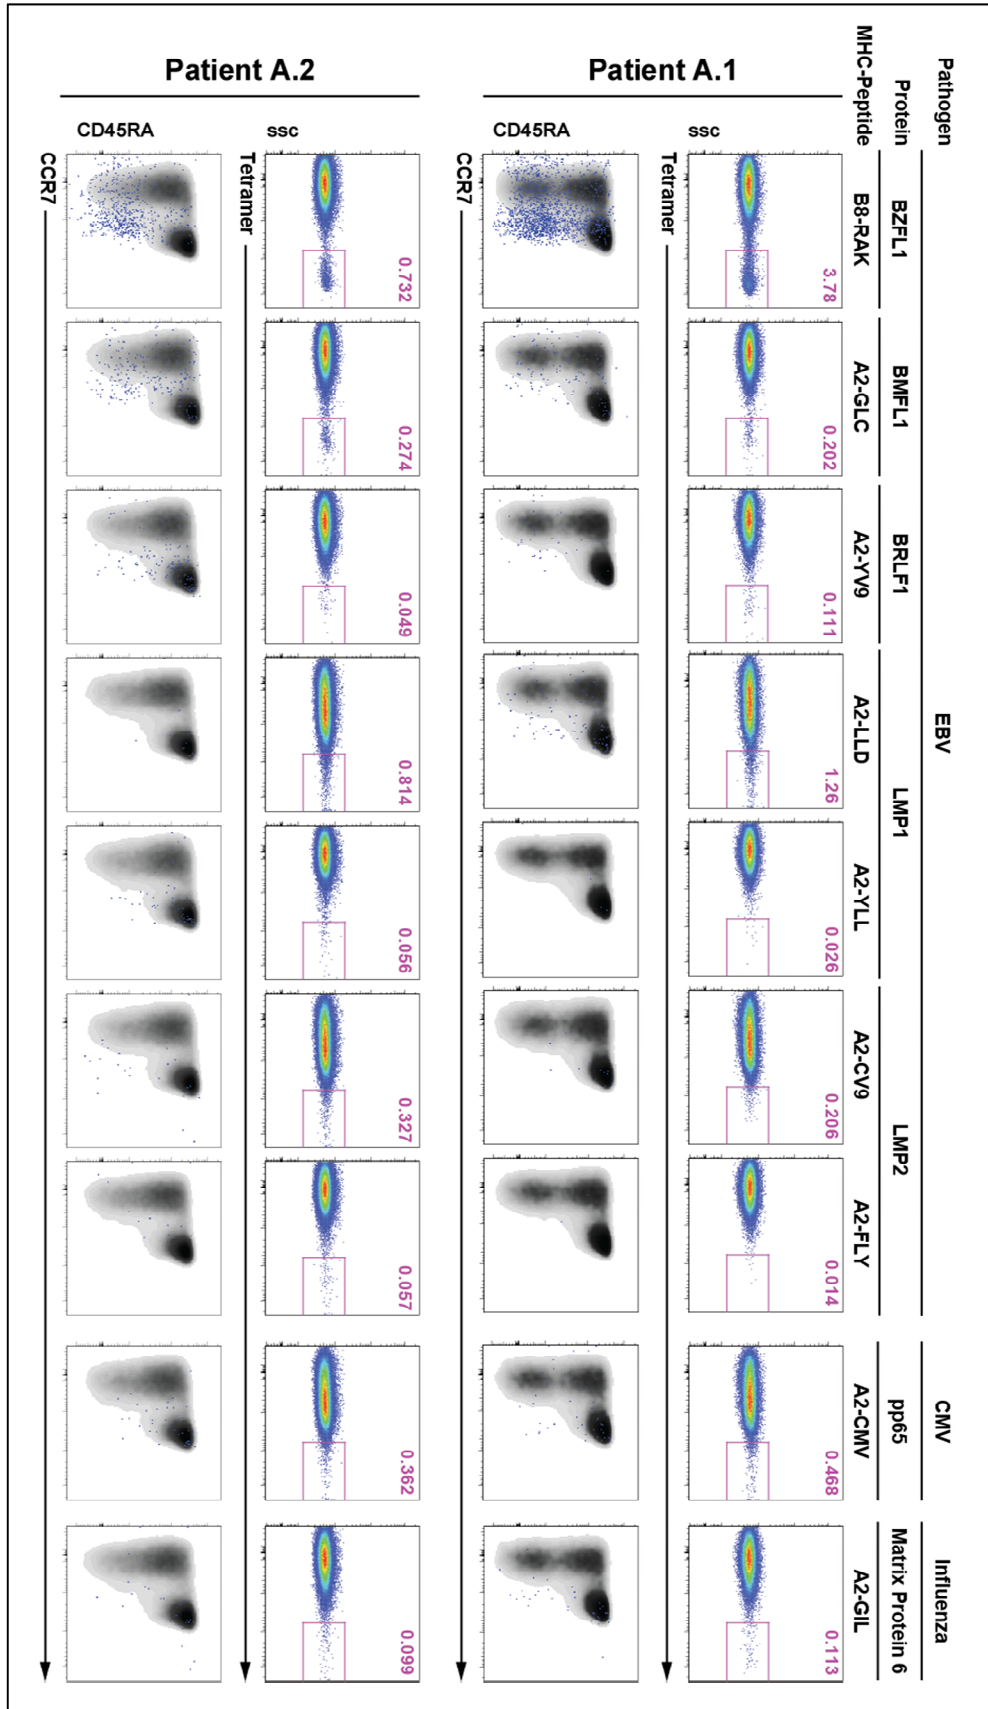 Pathogen
EBV
CMV
Influenza
Protein
BZFL1
BMFL1
BRLF1
LMP1
LMP2
pp65
Matrix Protein 6
MHC-Peptide
B8-RAK
A2-GLC
A2-YV9
A2-LLD
A2-YLL
A2-CV9
A2-FLY
A2-CMV
A2-GIL
Patient A.1
ssc
3.78
0.202
0.111
1.26
0.026
0.206
0.014
0.468
0.113
Tetramer
CD45RA
CCR7
Patient A.2
ssc
0.732
0.274
0.049
0.814
0.056
0.327
0.057
0.362
0.099
Tetramer
CD45RA
CCR7